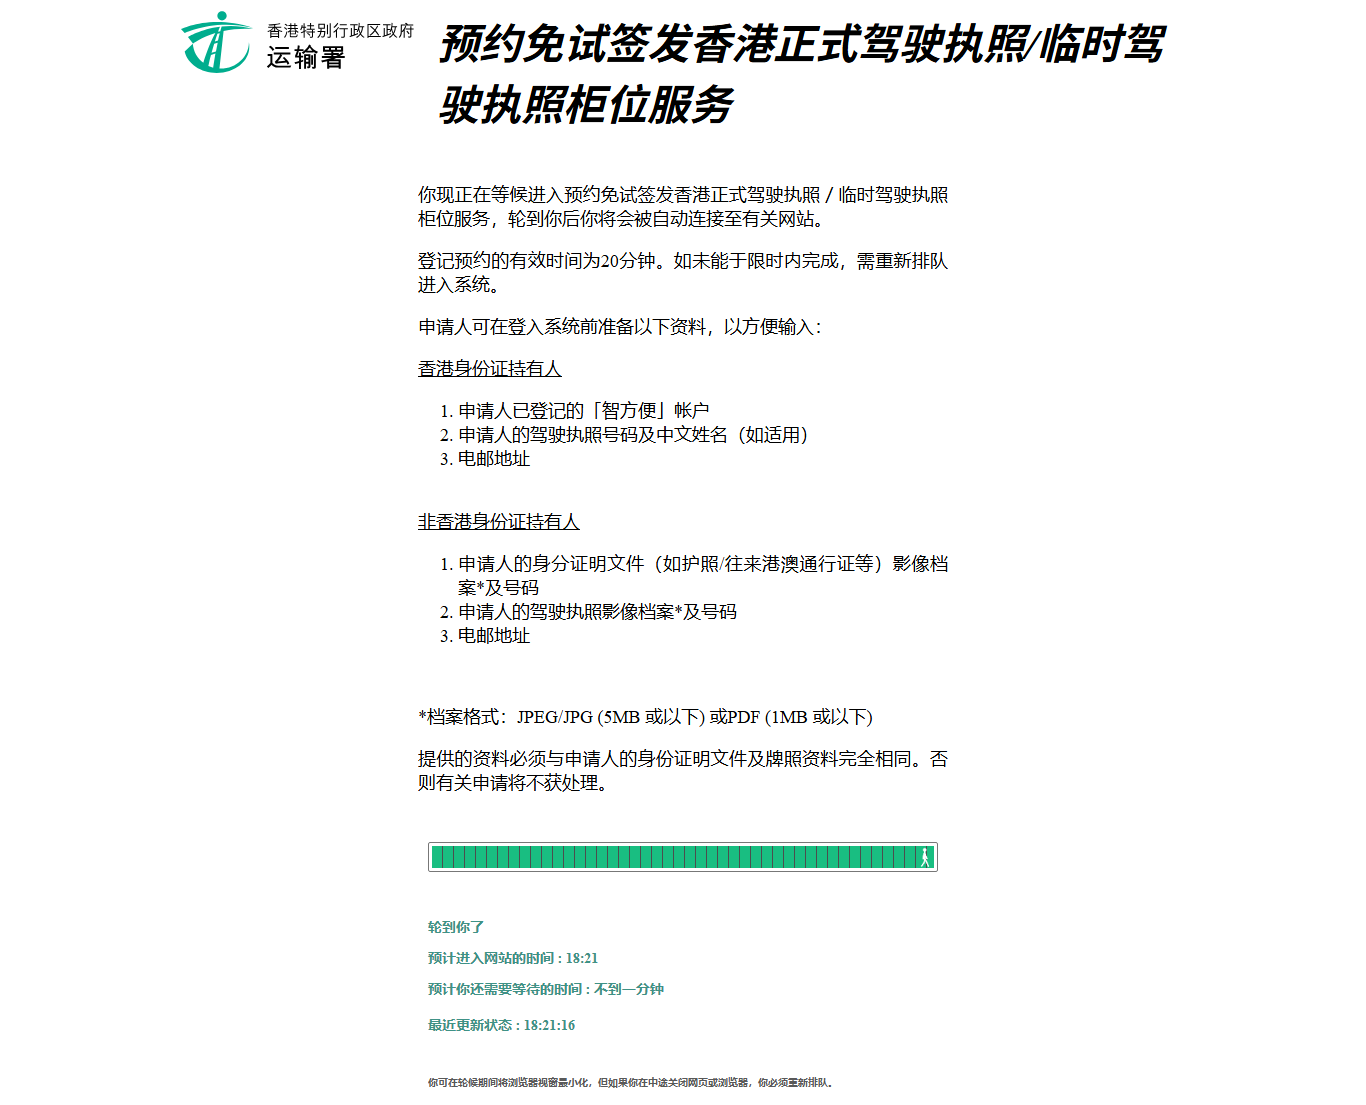 香港特别行政区政府
运输署
预约免试签发香港正式驾驶执照/临时驾
驶执照柜位服务
你现正在等候进入预约免试签发香港正式驾驶执照 / 临时驾驶执照
柜位服务，轮到你后你将会被自动连接至有关网站。
登记预约的有效时间为20分钟。如未能于限时内完成，需重新排队
进入系统。
申请人可在登入系统前准备以下资料，以方便输入：
香港身份证持有人
1. 申请人已登记的「智方便」帐户
2. 申请人的驾驶执照号码及中文姓名（如适用）
3. 电邮地址
非香港身份证持有人
1. 申请人的身分证明文件（如护照/往来港澳通行证等）影像档
案*及号码
2. 申请人的驾驶执照影像档案*及号码
3. 电邮地址
*档案格式：JPEG/JPG (5MB 或以下) 或PDF (1MB 或以下)
提供的资料必须与申请人的身份证明文件及牌照资料完全相同。否
则有关申请将不获处理。
轮到你了
预计进入网站的时间 : 18:21
预计你还需要等待的时间 : 不到一分钟
最近更新状态 : 18:21:16
你可在轮候期间将浏览器视窗最小化，但如果你在中途关闭网页或浏览器，你必须重新排队。